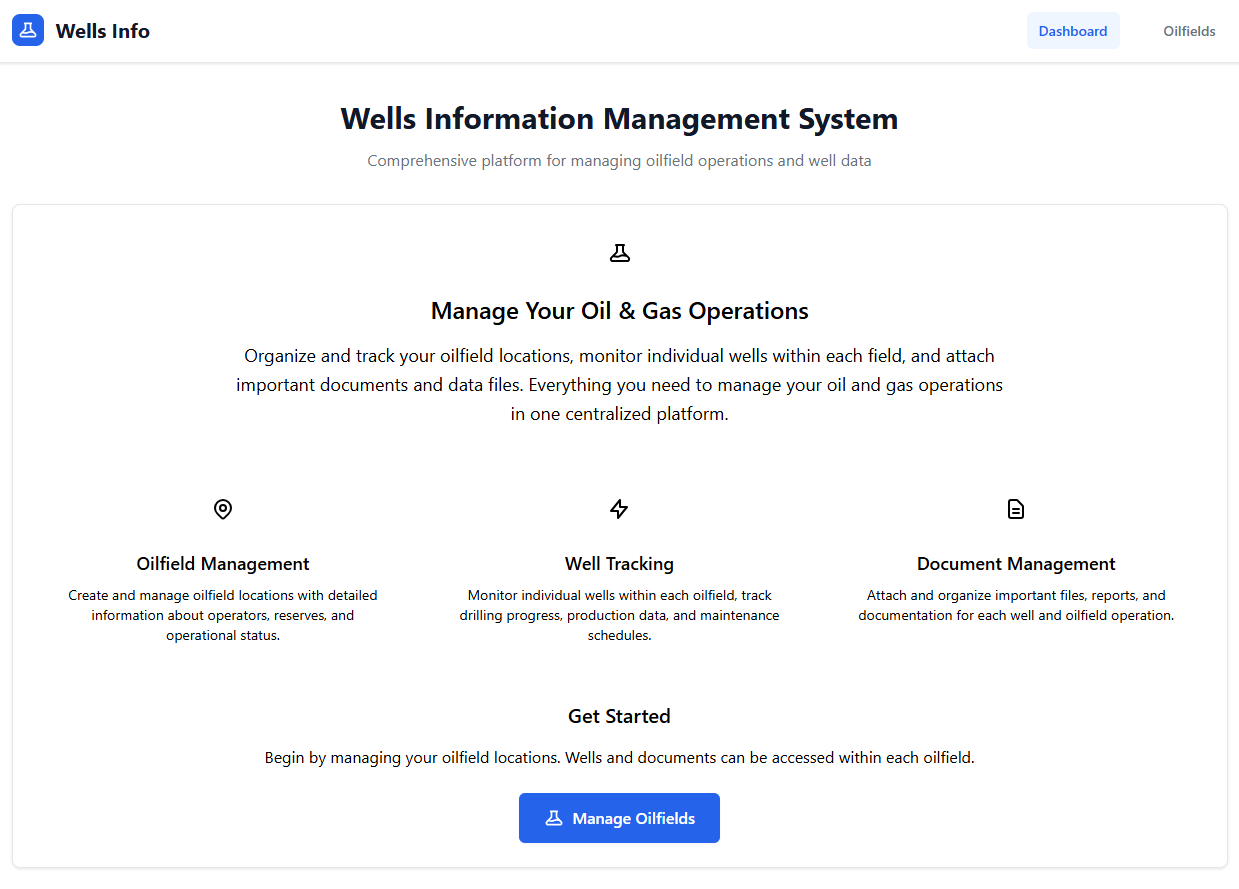 Wells Info
Dashboard
Oilfields
Wells Information Management System
Comprehensive platform for managing oilfield operations and well data
Manage Your Oil & Gas Operations
Organize and track your oilfield locations, monitor individual wells within each field, and attach
important documents and data files. Everything you need to manage your oil and gas operations
in one centralized platform.
Oilfield Management
Create and manage oilfield locations with detailed
information about operators, reserves, and
operational status.
Well Tracking
Monitor individual wells within each oilfield, track
drilling progress, production data, and maintenance
schedules.
Document Management
Attach and organize important files, reports, and
documentation for each well and oilfield operation.
Get Started
Begin by managing your oilfield locations. Wells and documents can be accessed within each oilfield.
Manage Oilfields